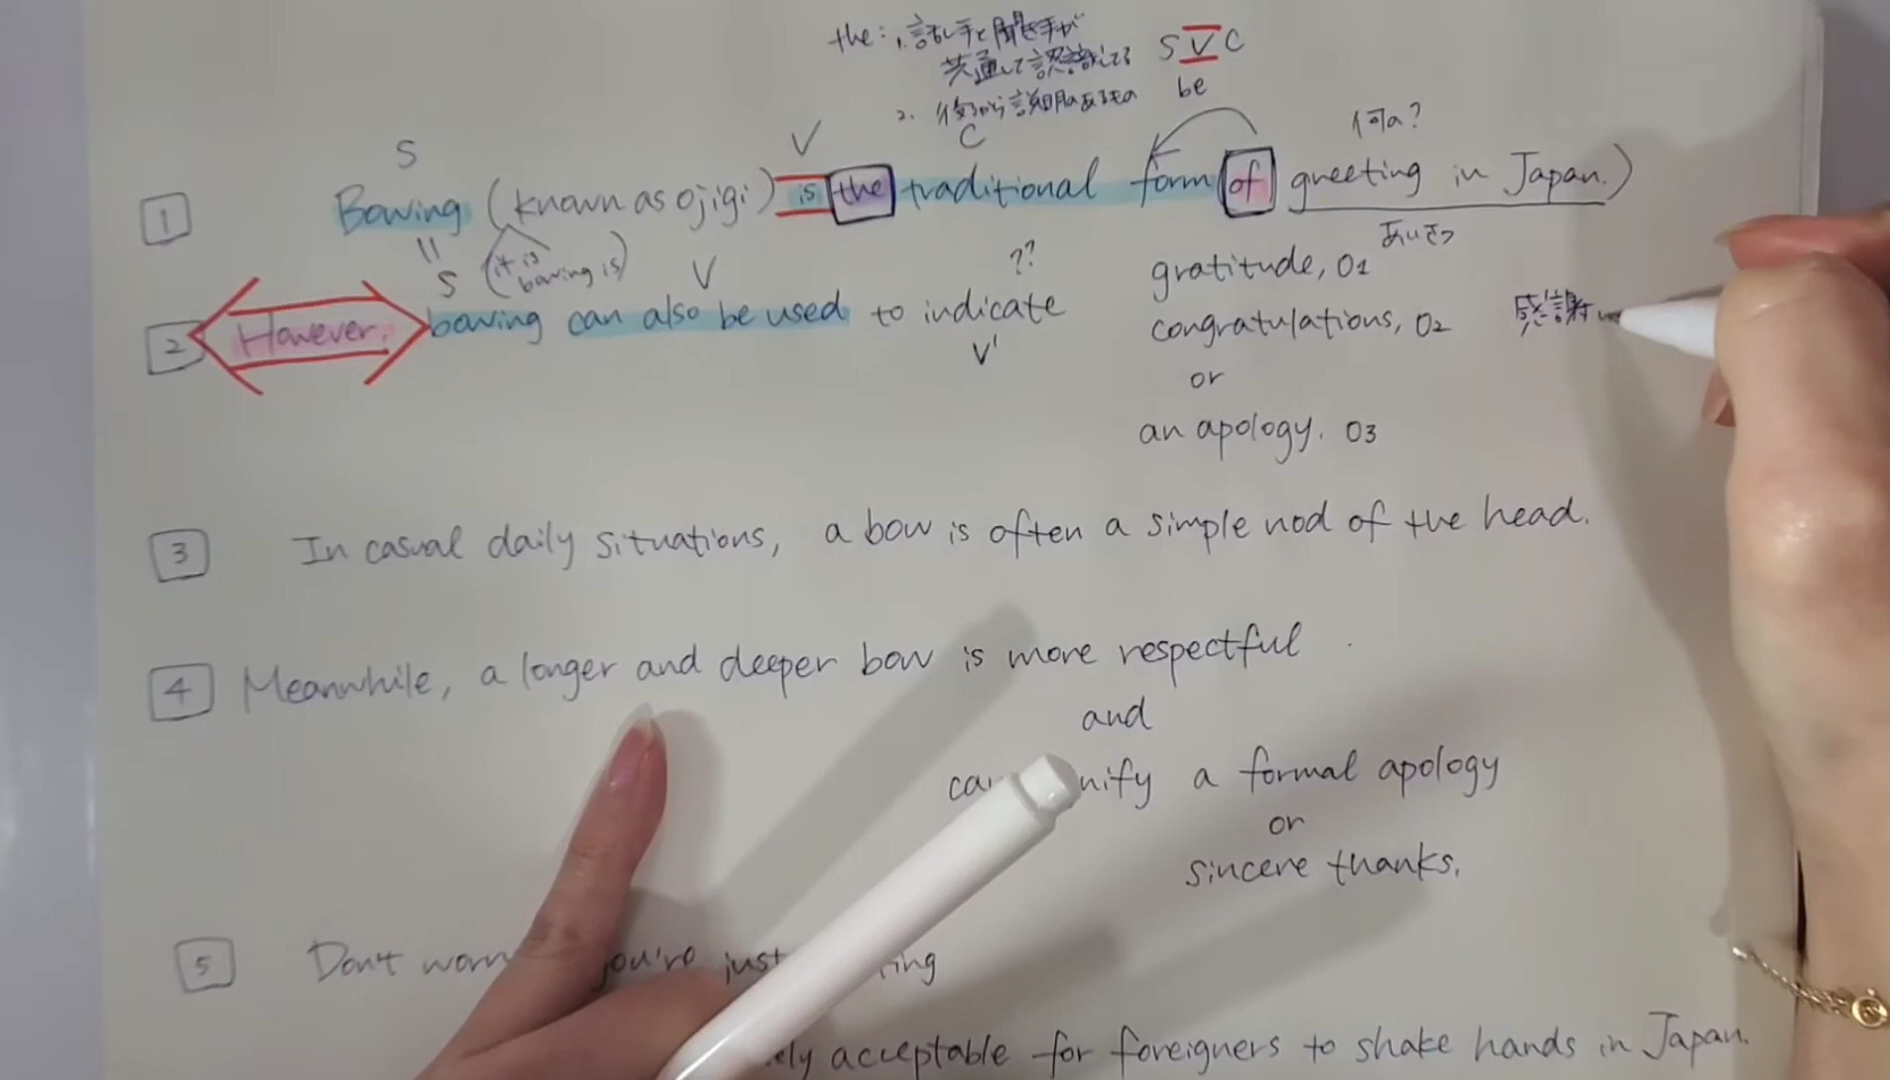 the: 1. 話し手と聞き手が
共通して認識してる
2. 後から説明のあるもの
S V C
be
S
V
C
何の?
1 Bowing (known as ojigi) is the traditional form of greeting in Japan.)
あいさつ
S (it is
bowing is)
V
??
2 However, bowing can also be used to indicate
V'
gratitude, O1
congratulations, O2
or
an apology. O3
感謝
3 In casual daily situations, a bow is often a simple nod of the head.
4 Meanwhile, a longer and deeper bow is more respectful
and
a formal apology
or
sincere thanks.
5 Don't you're just
acceptable for foreigners to shake hands in Japan.